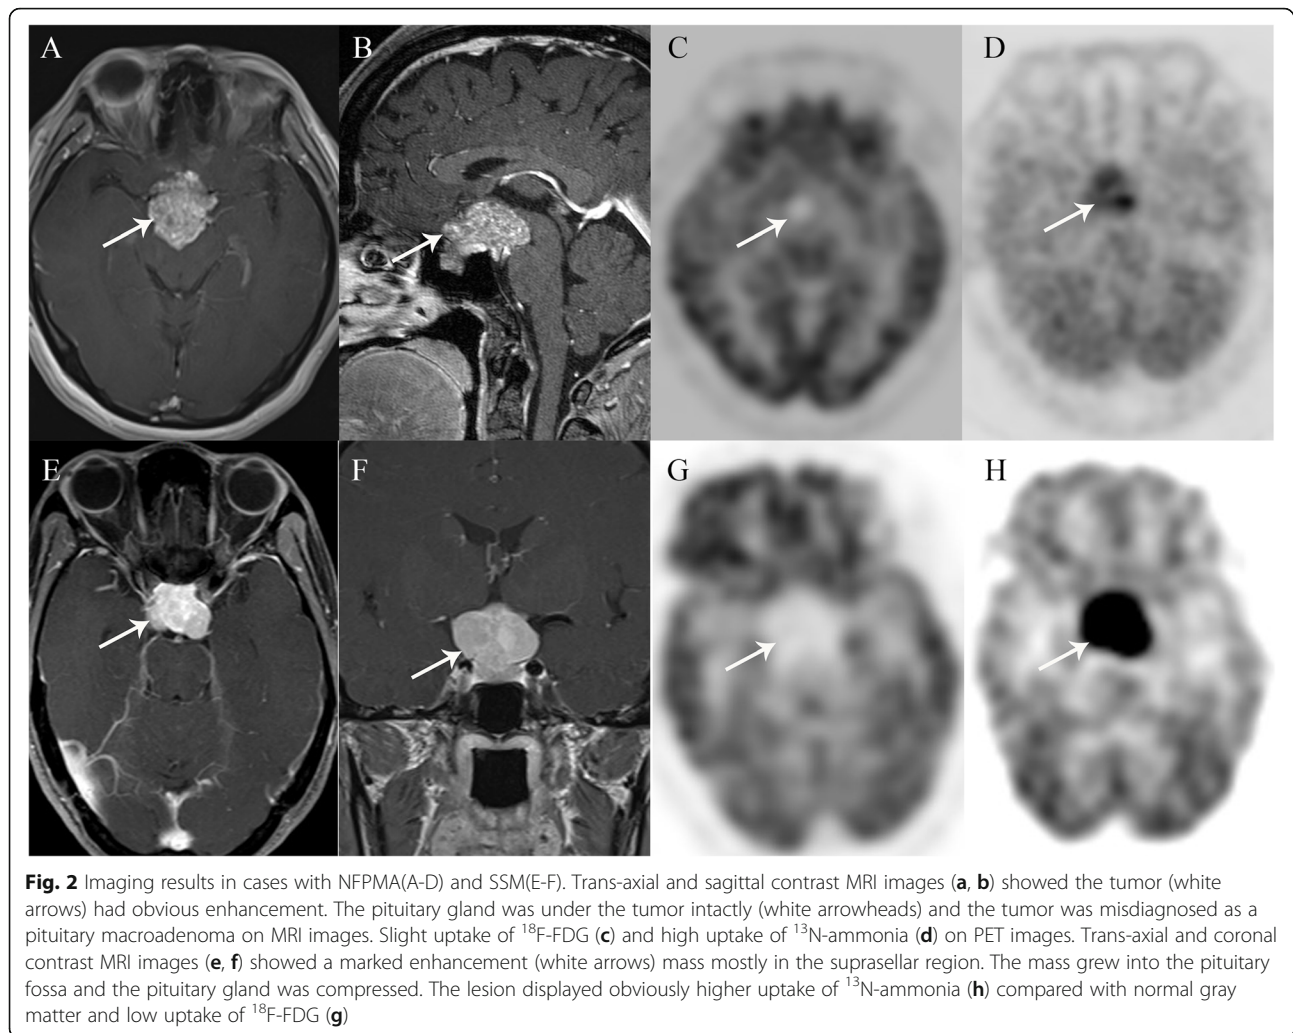 A
B
C
D
E
F
G
H
Fig. 2 Imaging results in cases with NFPMA(A-D) and SSM(E-F). Trans-axial and sagittal contrast MRI images (a, b) showed the tumor (white
arrows) had obvious enhancement. The pituitary gland was under the tumor intactly (white arrowheads) and the tumor was misdiagnosed as a
pituitary macroadenoma on MRI images. Slight uptake of ¹⁸F-FDG (c) and high uptake of ¹³N-ammonia (d) on PET images. Trans-axial and coronal
contrast MRI images (e, f) showed a marked enhancement (white arrows) mass mostly in the suprasellar region. The mass grew into the pituitary
fossa and the pituitary gland was compressed. The lesion displayed obviously higher uptake of ¹³N-ammonia (h) compared with normal gray
matter and low uptake of ¹⁸F-FDG (g)